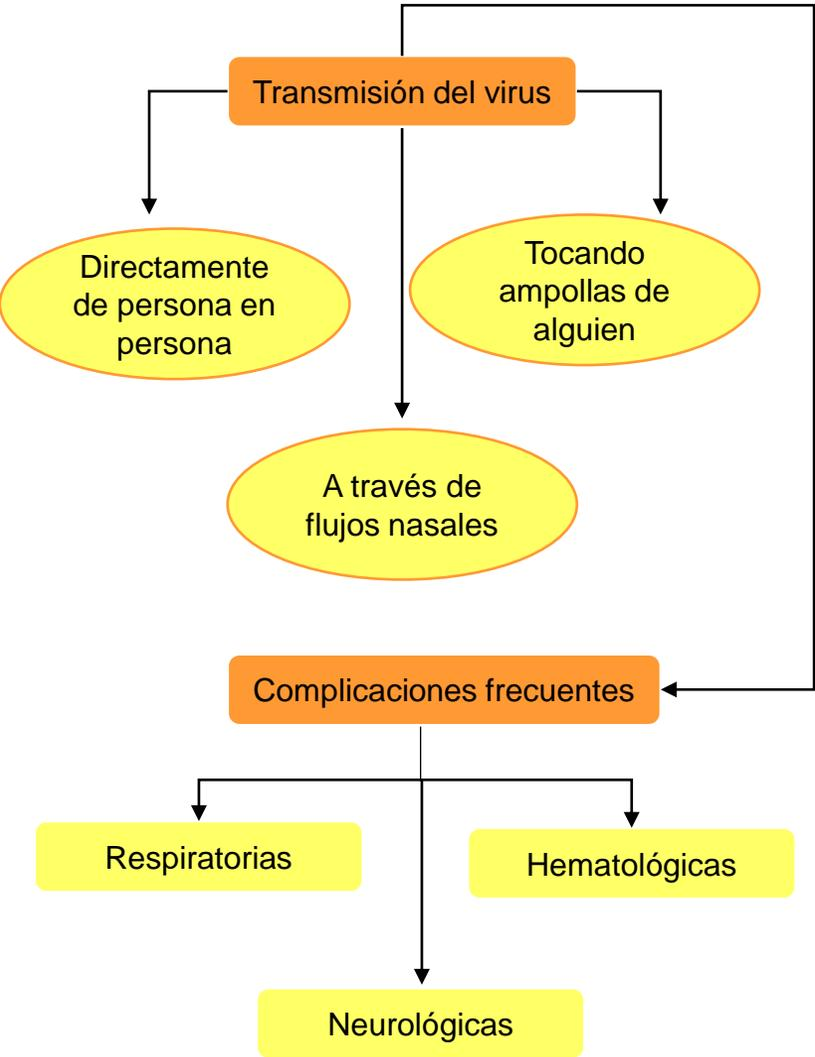 Transmisión del virus
Directamente
de persona en
persona
Tocando
ampollas de
alguien
A través de
flujos nasales
Complicaciones frecuentes
Respiratorias
Hematológicas
Neurológicas